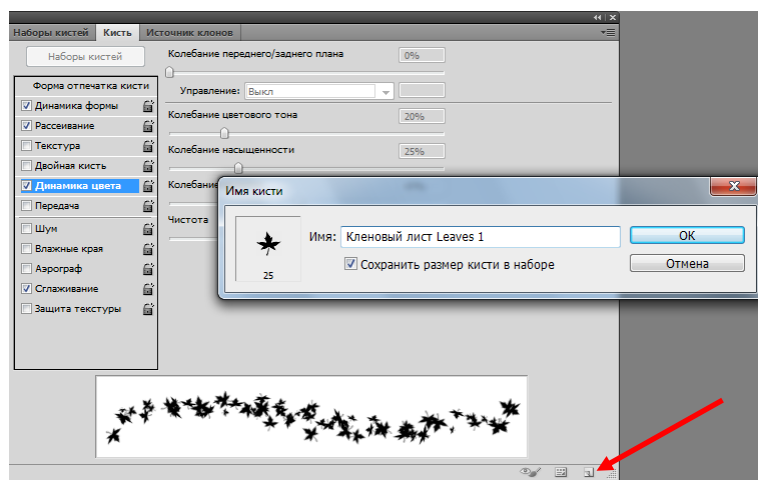 Наборы кистей Кисть Источник клонов
Наборы кистей
Колебание переднего/заднего плана 0%
Форма отпечатка кисти
Управление: Выкл
Динамика формы
Колебание цветового тона 20%
Рассеивание
Текстура
Колебание насыщенности 25%
Двойная кисть
Динамика цвета
Колебание
Передача
Чистота
Шум
Влажные края
Аэрограф
Сглаживание
Защита текстуры
Имя кисти
Имя: Кленовый лист Leaves 1
OK
25
Сохранить размер кисти в наборе
Отмена